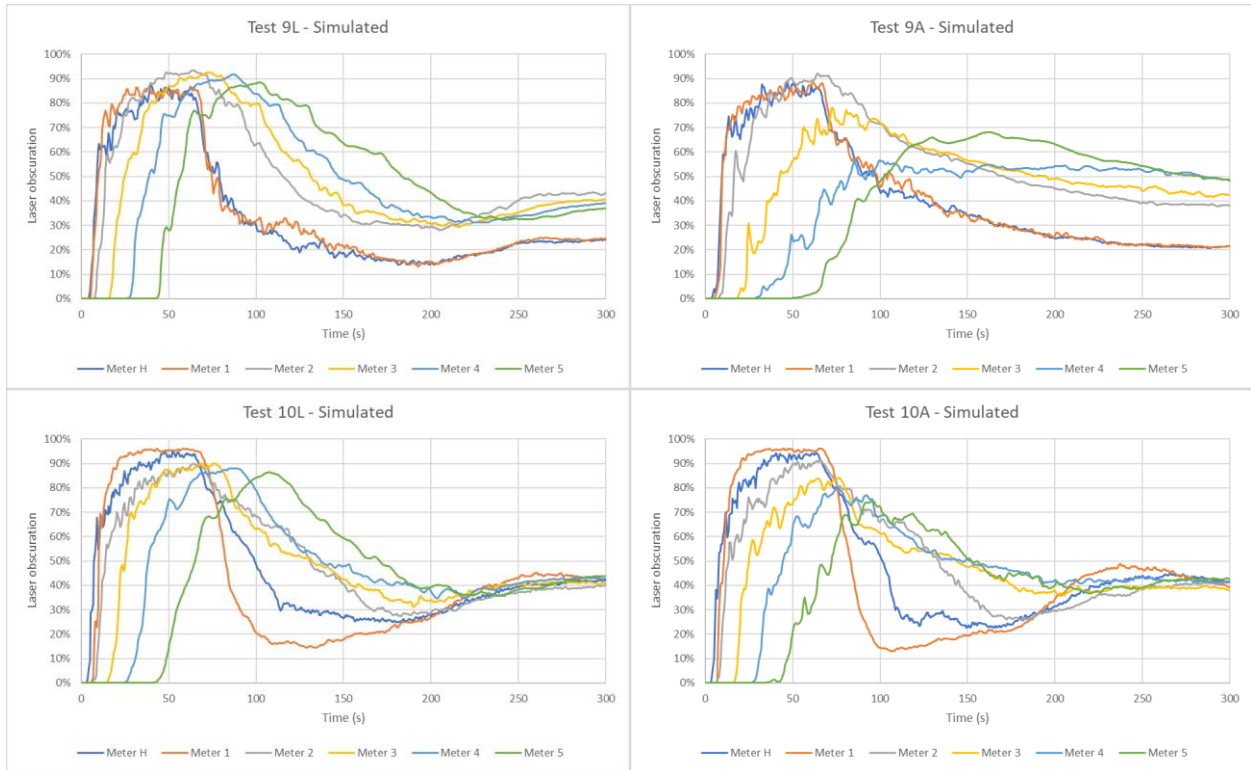 Test 9L - Simulated
100%
90%
80%
70%
60%
50%
40%
30%
20%
10%
0%
Laser obscuration
0 50 100 150 200 250 300
Time (s)
Meter H Meter 1 Meter 2 Meter 3 Meter 4 Meter 5
Test 9A - Simulated
100%
90%
80%
70%
60%
50%
40%
30%
20%
10%
0%
Laser obscuration
0 50 100 150 200 250 300
Time (s)
Meter H Meter 1 Meter 2 Meter 3 Meter 4 Meter 5
Test 10L - Simulated
100%
90%
80%
70%
60%
50%
40%
30%
20%
10%
0%
Laser obscuration
0 50 100 150 200 250 300
Time (s)
Meter H Meter 1 Meter 2 Meter 3 Meter 4 Meter 5
Test 10A - Simulated
100%
90%
80%
70%
60%
50%
40%
30%
20%
10%
0%
Laser obscuration
0 50 100 150 200 250 300
Time (s)
Meter H Meter 1 Meter 2 Meter 3 Meter 4 Meter 5